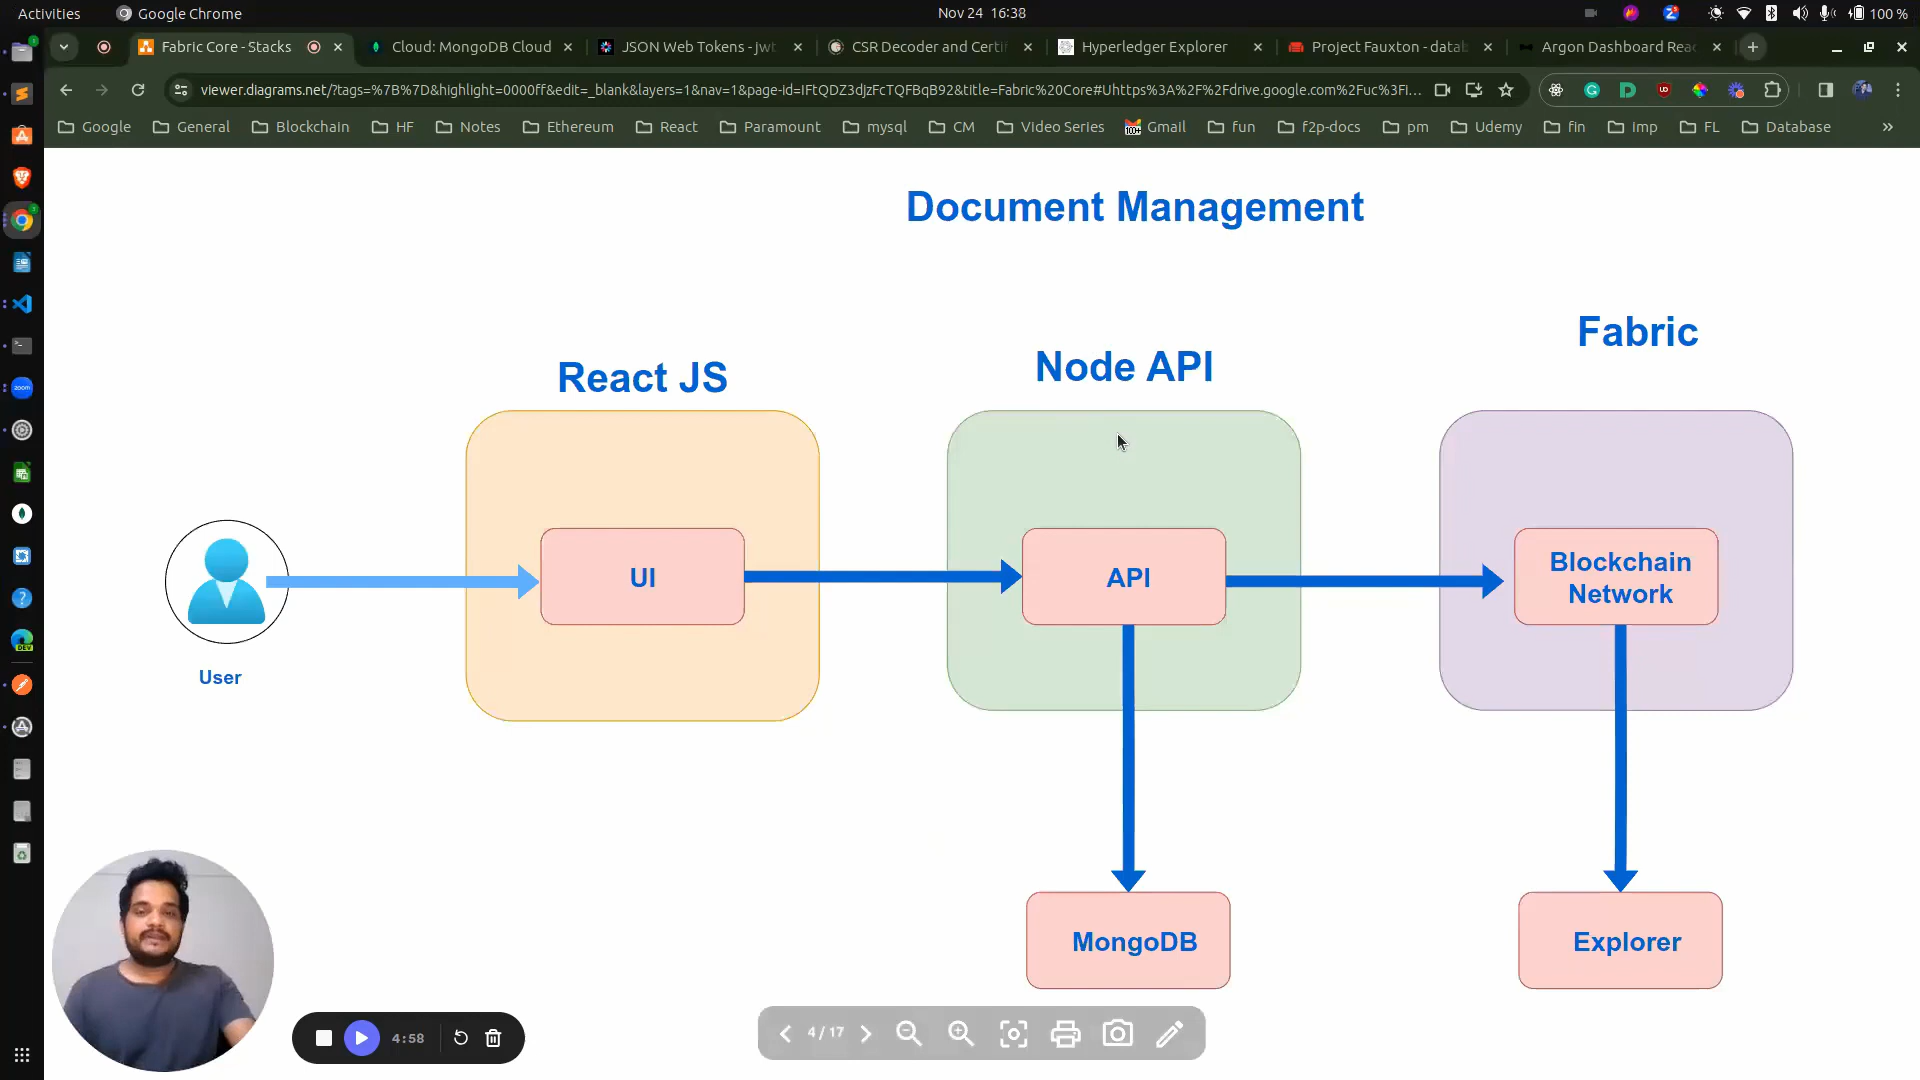 Activities
Google Chrome
Nov 24 16:38
100 %
Fabric Core - Stacks
Cloud: MongoDB Cloud
JSON Web Tokens - jwt
CSR Decoder and Certi
Hyperledger Explorer
Project Fauxton - datab
Argon Dashboard Reac
viewer.diagrams.net/?tags=%7B%7D&highlight=0000ff&edit=_blank&layers=1&nav=1&page-id=IFtQDZ3djzFcTQFBqB92&title=Fabric%20Core#Uhttps%3A%2F%2Fdrive.google.com%2Fuc%3Fi...
Google
General
Blockchain
HF
Notes
Ethereum
React
Paramount
mysql
CM
Video Series
Gmail
fun
f2p-docs
pm
Udemy
fin
Imp
FL
Database
»
Document Management
React JS
Node API
Fabric
User
UI
API
Blockchain
Network
MongoDB
Explorer
zoom
DEV
4:58
4 / 17